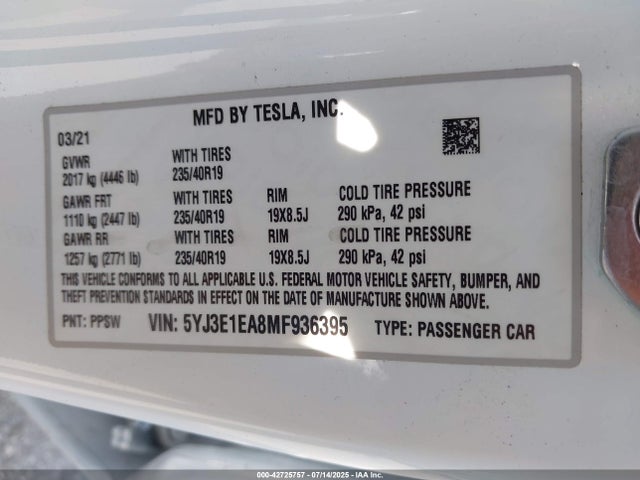 MFD BY TESLA, INC.
03/21
GVWR WITH TIRES
2017 kg (4446 lb) 235/40R19
GAWR FRT WITH TIRES RIM COLD TIRE PRESSURE
1110 kg (2447 lb) 235/40R19 19X8.5J 290 kPa, 42 psi
GAWR RR WITH TIRES RIM COLD TIRE PRESSURE
1257 kg (2771 lb) 235/40R19 19X8.5J 290 kPa, 42 psi
THIS VEHICLE CONFORMS TO ALL APPLICABLE U.S. FEDERAL MOTOR VEHICLE SAFETY, BUMPER, AND
THEFT PREVENTION STANDARDS IN EFFECT ON THE DATE OF MANUFACTURE SHOWN ABOVE.
PNT: PPSW VIN: 5YJ3E1EA8MF936395 TYPE: PASSENGER CAR
000-42725757 - 07/14/2025 - IAA Inc.